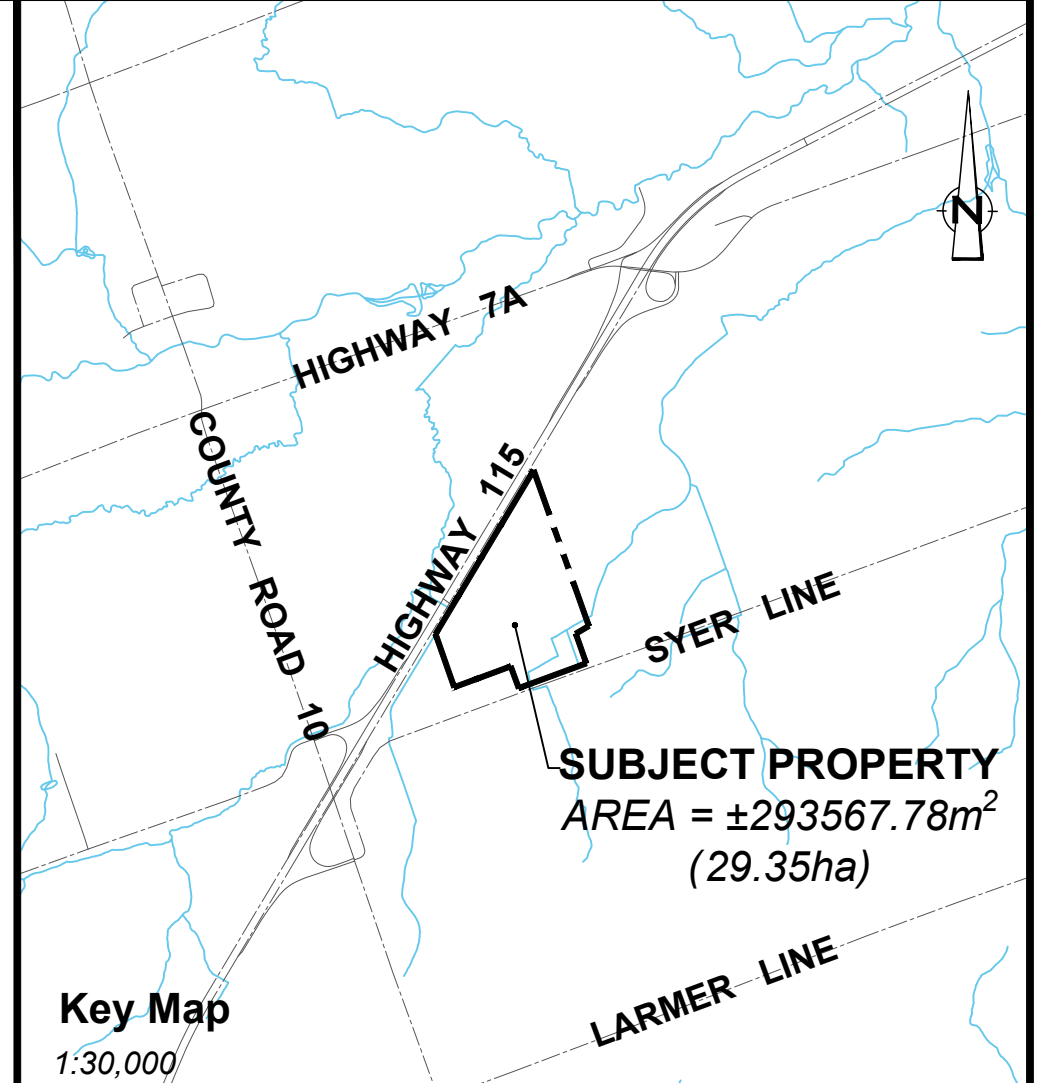 N
HIGHWAY 7A
COUNTY ROAD 10
HIGHWAY 115
SYER LINE
SUBJECT PROPERTY
AREA = ±293567.78m²
(29.35ha)
LARMER LINE
Key Map
1:30,000